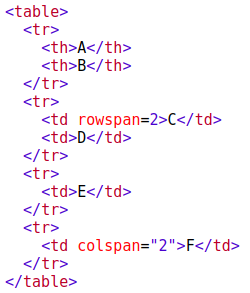 <table>
  <tr>
    <th>A</th>
    <th>B</th>
  </tr>
  <tr>
    <td rowspan=2>C</td>
    <td>D</td>
  </tr>
  <tr>
    <td>E</td>
  </tr>
  <tr>
    <td colspan="2">F</td>
  </tr>
</table>